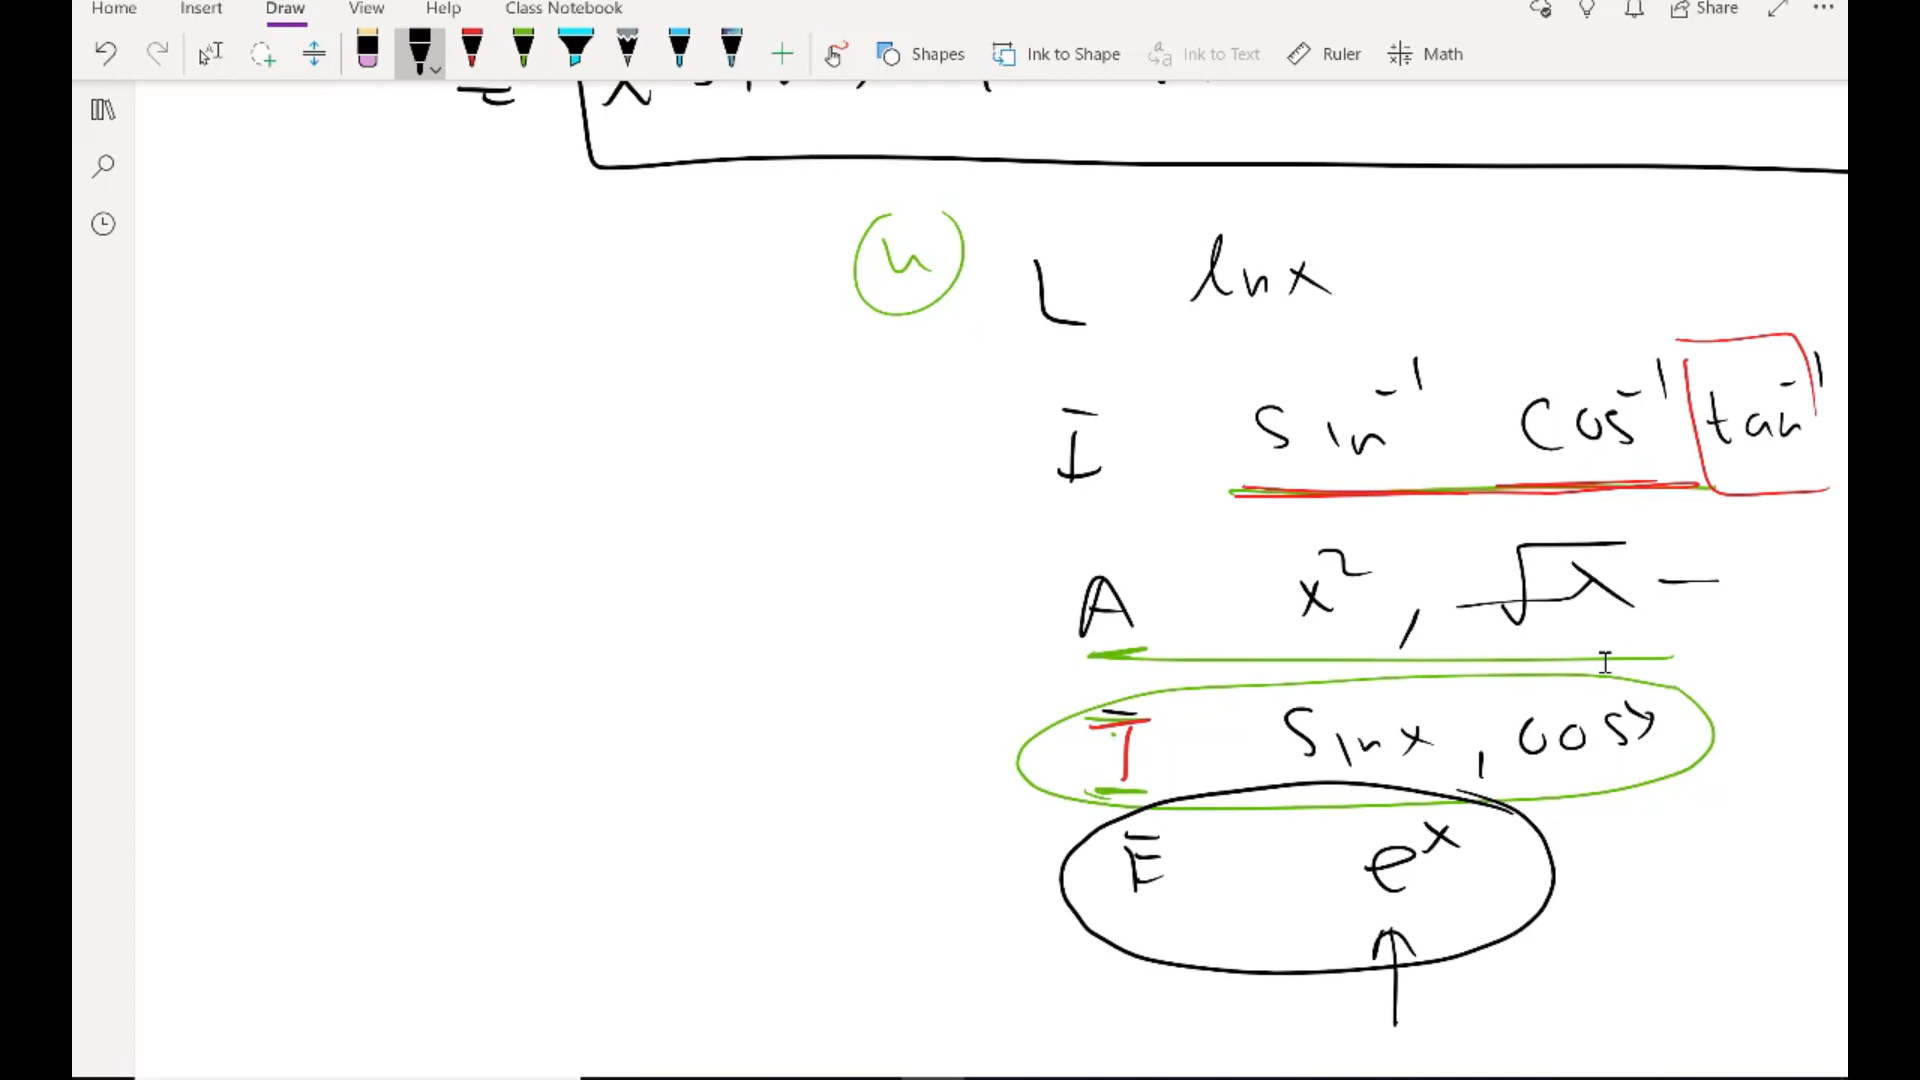 Home Insert Draw View Help Class Notebook Share
Shapes Ink to Shape Ink to Text Ruler Math
u
L ln x
I Sin⁻¹ Cos⁻¹ tan⁻¹
A x², √x –
T Sin x, cos x
E eˣ